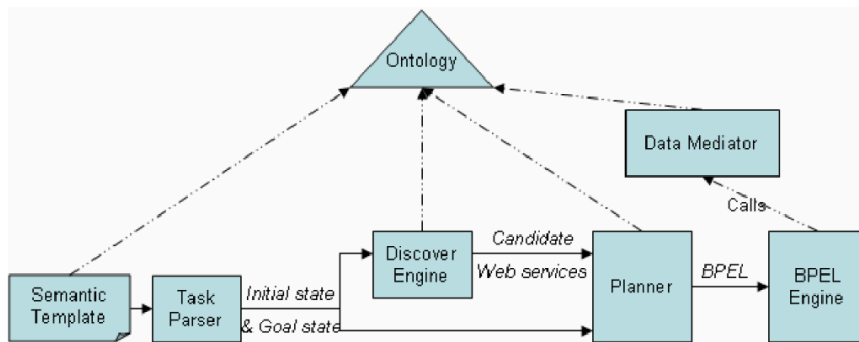 Ontology
Data Mediator
Calls
Discover
Engine
Candidate
Web services
Semantic
Template
Task
Parser
Initial state
& Goal state
Planner
BPEL
BPEL
Engine